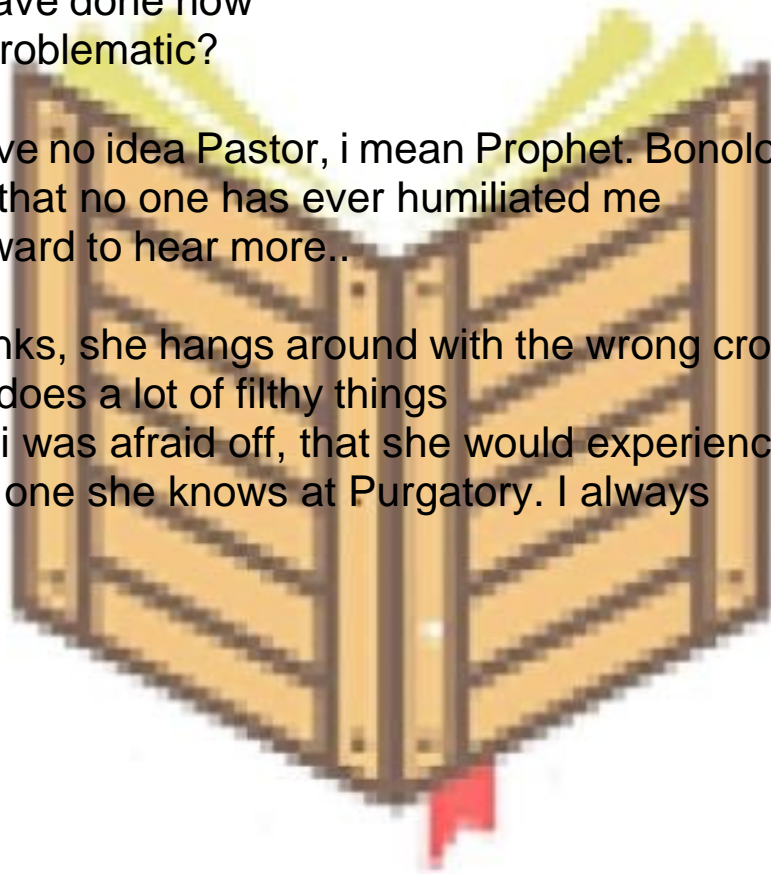 ave done now
roblematic?
ve no idea Pastor, i mean Prophet. Bonolo
that no one has ever humiliated me
ward to hear more..
nks, she hangs around with the wrong cro
does a lot of filthy things
i was afraid off, that she would experienc
one she knows at Purgatory. I always